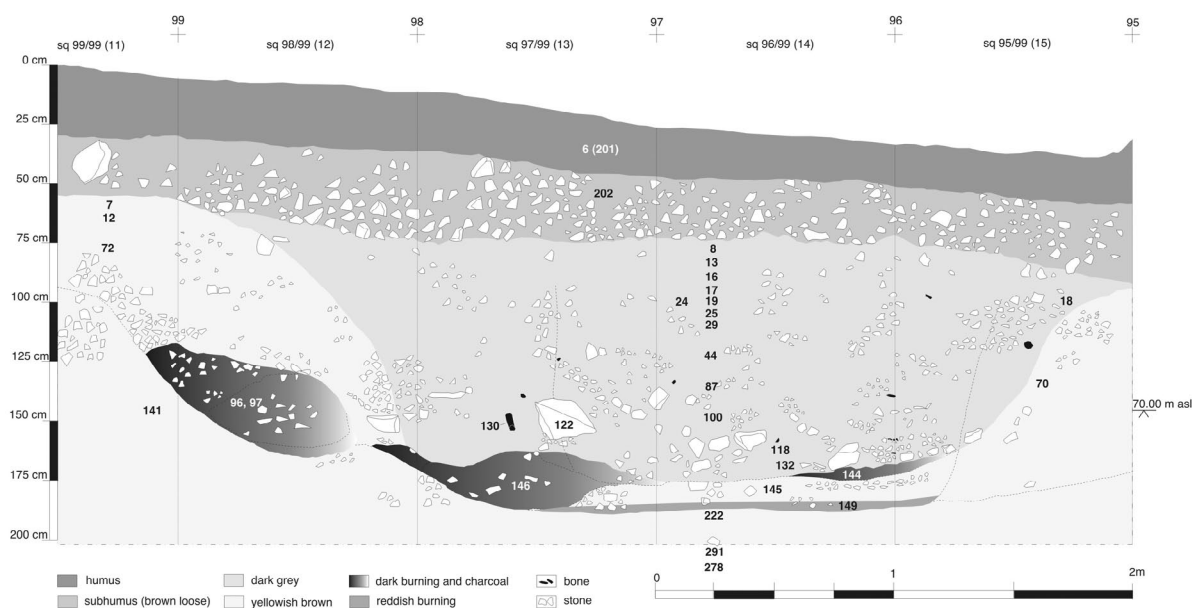 99 98 97 96 95
sq 99/99 (11) sq 98/99 (12) sq 97/99 (13) sq 96/99 (14) sq 95/99 (15)
0 cm
25 cm
6 (201)
50 cm
202
7
12
75 cm
72 8
13
16
17
100 cm
24 19 18
25
29
125 cm
44
87 70
96, 97
141
150 cm
100
70.00 m asl
130 122
118
132
175 cm
144
146 145
149
222
200 cm
291
278
humus dark grey dark burning and charcoal bone
subhumus (brown loose) yellowish brown reddish burning stone
0 1 2m